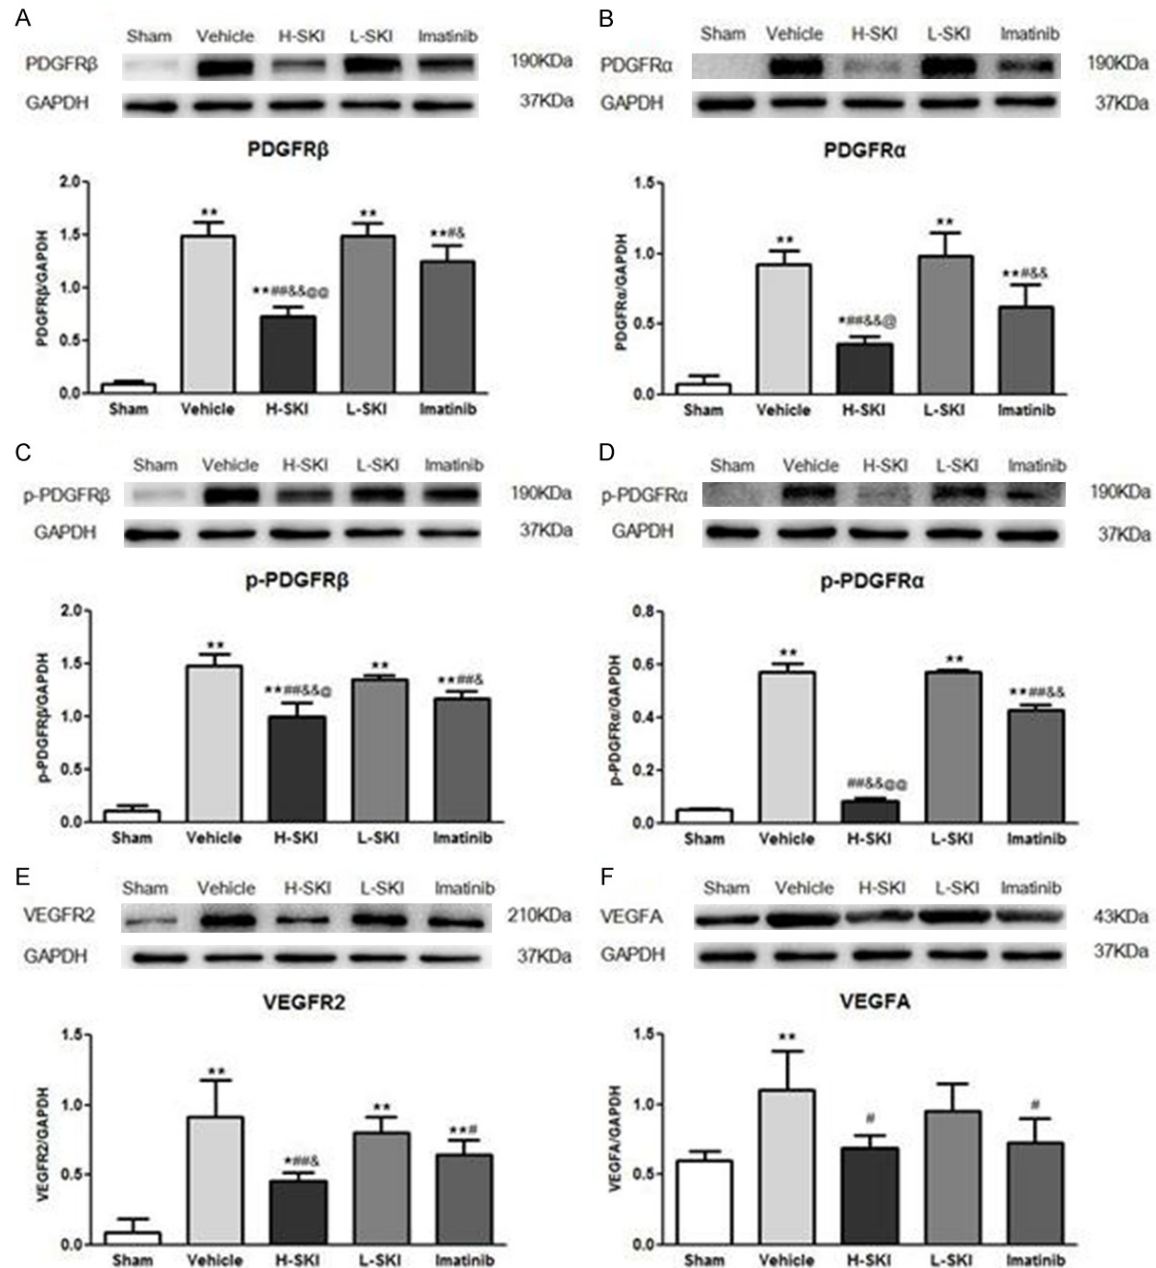 A
Sham Vehicle H-SKI L-SKI Imatinib
PDGFRβ 190KDa
GAPDH 37KDa
PDGFRβ
2.0
1.5
1.0
0.5
0.0
PDGFRβ/GAPDH
**
**##&&@@
**
**#&
Sham Vehicle H-SKI L-SKI Imatinib
B
Sham Vehicle H-SKI L-SKI Imatinib
PDGFRα 190KDa
GAPDH 37KDa
PDGFRα
1.5
1.0
0.5
0.0
PDGFRα/GAPDH
**
*##&&@
**
**#&&
Sham Vehicle H-SKI L-SKI Imatinib
C
Sham Vehicle H-SKI L-SKI Imatinib
p-PDGFRβ 190KDa
GAPDH 37KDa
p-PDGFRβ
2.0
1.5
1.0
0.5
0.0
p-PDGFRβ/GAPDH
**
**##&&@
**
**##&
Sham Vehicle H-SKI L-SKI Imatinib
D
Sham Vehicle H-SKI L-SKI Imatinib
p-PDGFRα 190KDa
GAPDH 37KDa
p-PDGFRα
0.8
0.6
0.4
0.2
0.0
p-PDGFRα/GAPDH
**
##&&@@
**
**##&&
Sham Vehicle H-SKI L-SKI Imatinib
E
Sham Vehicle H-SKI L-SKI Imatinib
VEGFR2 210KDa
GAPDH 37KDa
VEGFR2
1.5
1.0
0.5
0.0
VEGFR2/GAPDH
**
*##&
**
**#
Sham Vehicle H-SKI L-SKI Imatinib
F
Sham Vehicle H-SKI L-SKI Imatinib
VEGFA 43KDa
GAPDH 37KDa
VEGFA
1.5
1.0
0.5
0.0
VEGFA/GAPDH
**
#
#
Sham Vehicle H-SKI L-SKI Imatinib